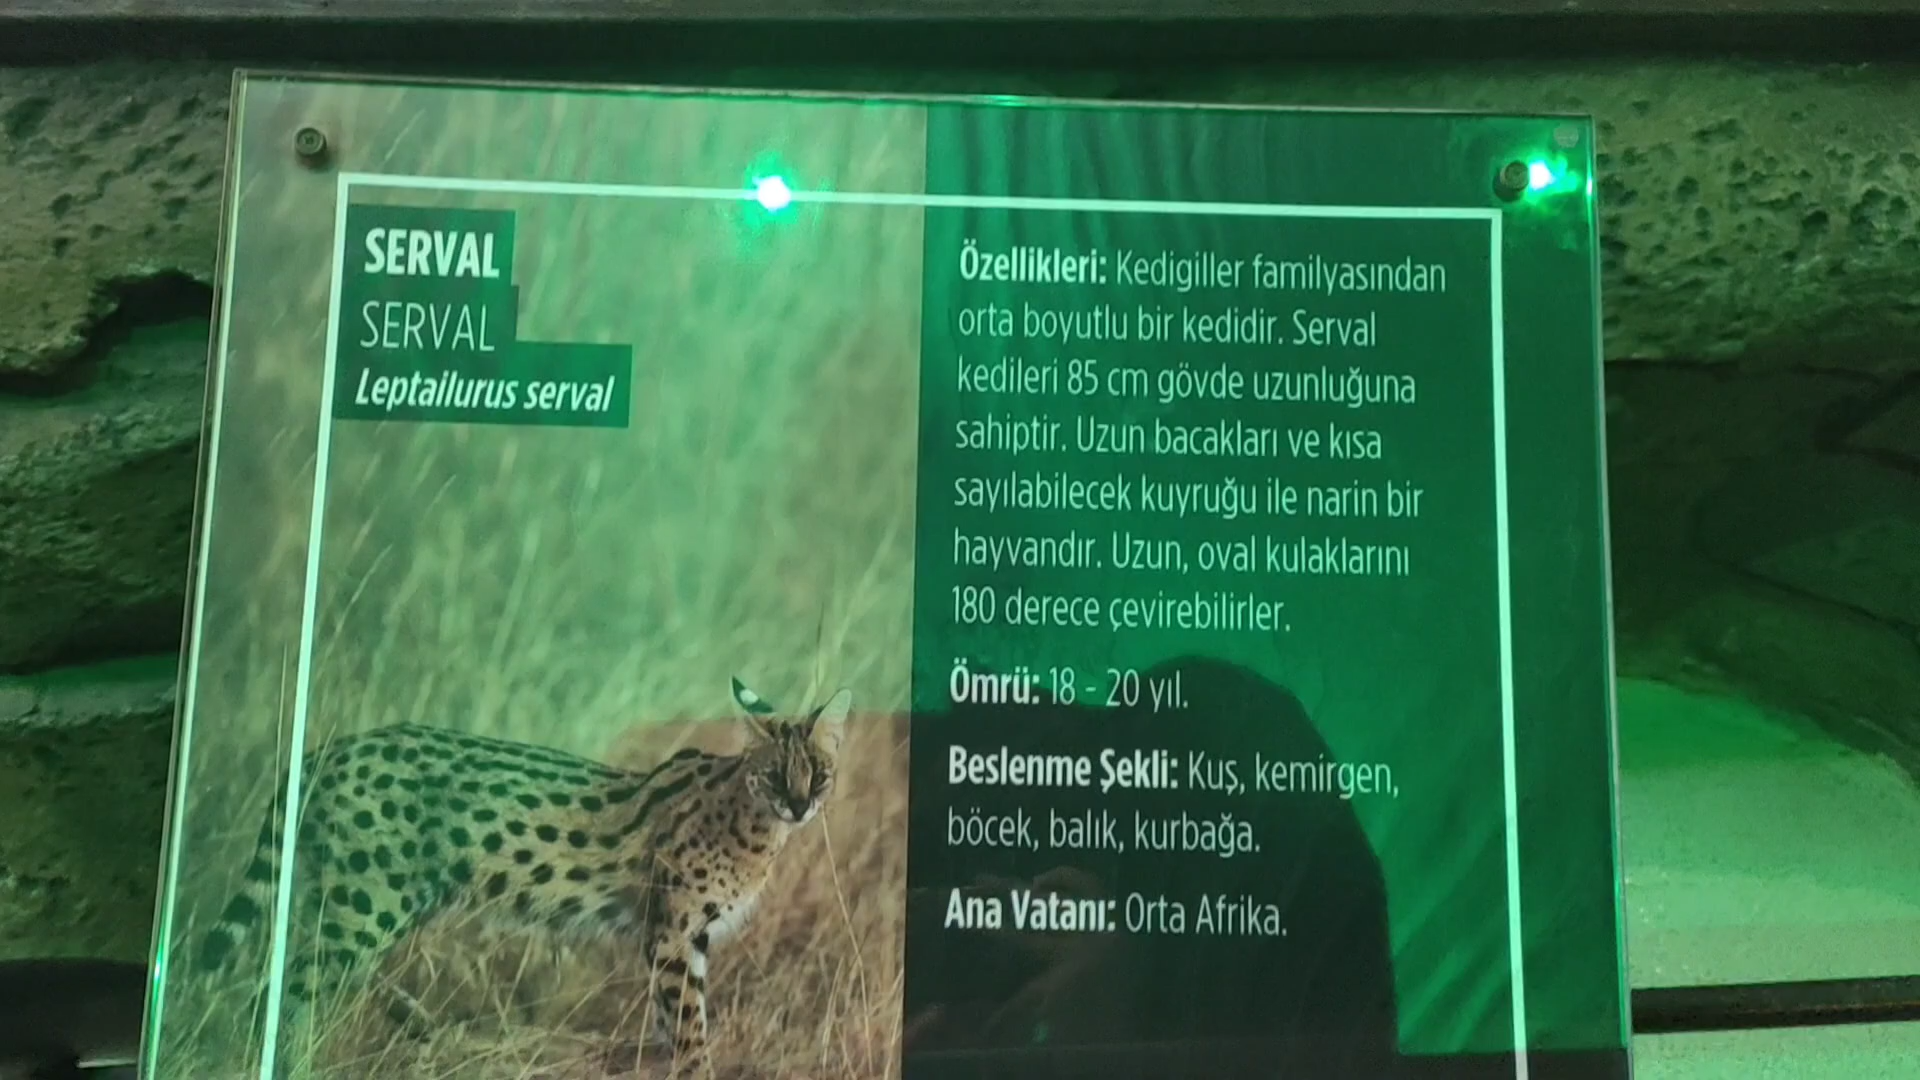 SERVAL
SERVAL
Leptailurus serval
Özellikleri: Kedigiller familyasından
orta boyutlu bir kedidir. Serval
kedileri 85 cm gövde uzunluğuna
sahiptir. Uzun bacakları ve kısa
sayılabilecek kuyruğu ile narin bir
hayvandır. Uzun, oval kulaklarını
180 derece çevirebilirler.
Ömrü: 18 - 20 yıl.
Beslenme Şekli: Kuş, kemirgen,
böcek, balık, kurbağa.
Ana Vatanı: Orta Afrika.